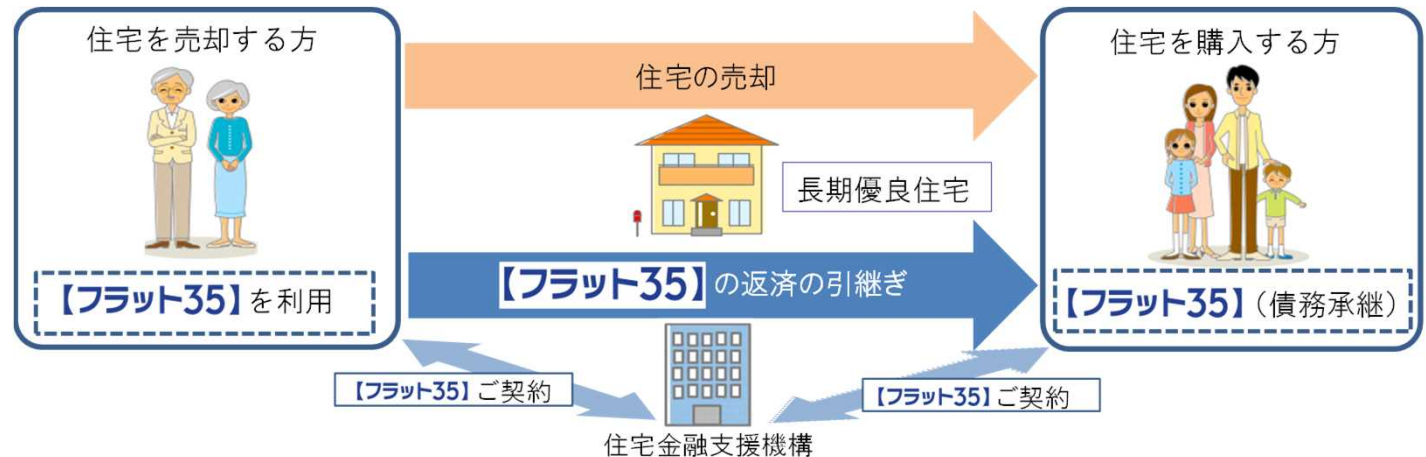 住宅を売却する方
【フラット35】を利用
住宅の売却
長期優良住宅
【フラット35】の返済の引継ぎ
住宅を購入する方
【フラット35】（債務承継）
【フラット35】ご契約
【フラット35】ご契約
住宅金融支援機構